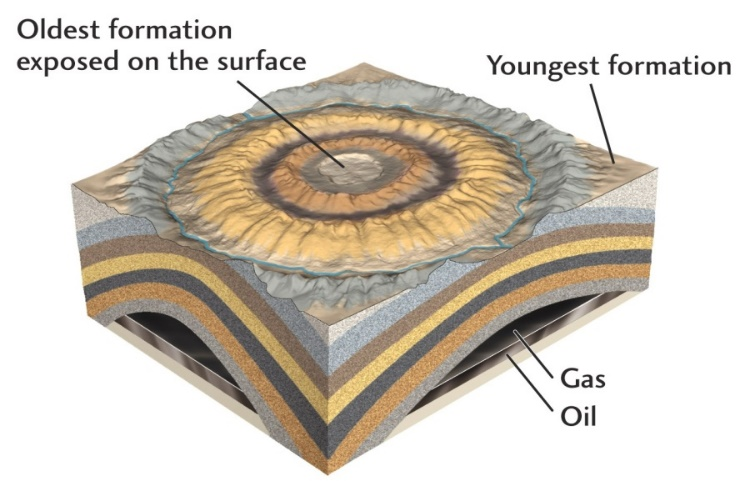 Oldest formation
exposed on the surface
Youngest formation
Gas
Oil